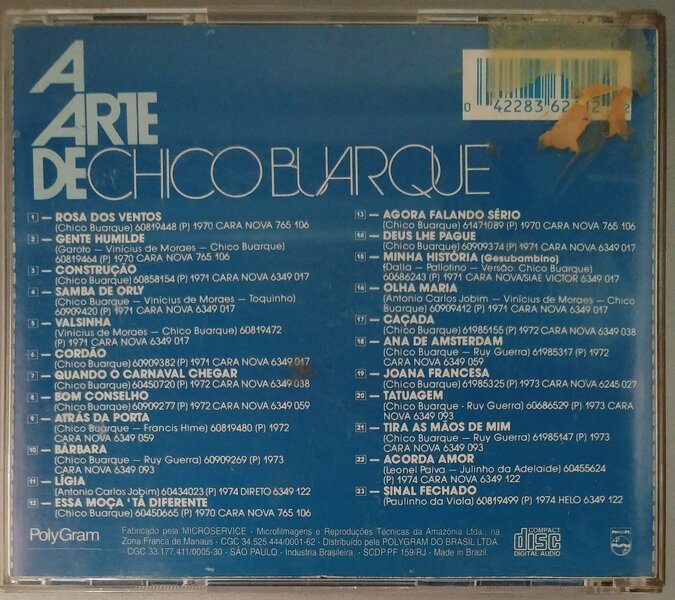 A
ARTE
DE CHICO BUARQUE
1 — ROSA DOS VENTOS
(Chico Buarque) 60819448 (P) 1970 CARA NOVA 765 106
2 — GENTE HUMILDE
(Garoto — Vinícius de Moraes — Chico Buarque)
60819464 (P) 1970 CARA NOVA 765 106
3 — CONSTRUÇÃO
(Chico Buarque) 60858154 (P) 1971 CARA NOVA 6349 017
4 — SAMBA DE ORLY
(Chico Buarque — Vinícius de Moraes — Toquinho)
60909420 (P) 1971 CARA NOVA 6349 017
5 — VALSINHA
(Vinícius de Moraes — Chico Buarque) 60819472
(P) 1971 CARA NOVA 6349 017
6 — CORDÃO
(Chico Buarque) 60909382 (P) 1971 CARA NOVA 6349 017
7 — QUANDO O CARNAVAL CHEGAR
(Chico Buarque) 60450720 (P) 1972 CARA NOVA 6349 038
8 — BOM CONSELHO
(Chico Buarque) 60909277 (P) 1972 CARA NOVA 6349 059
9 — ATRÁS DA PORTA
(Chico Buarque — Francis Hime) 60819480 (P) 1972
CARA NOVA 6349 059
10 — BÁRBARA
(Chico Buarque — Ruy Guerra) 60909269 (P) 1973
CARA NOVA 6349 093
11 — LÍGIA
(Antonio Carlos Jobim) 60434023 (P) 1974 DIRETO 6349 122
12 — ESSA MOÇA 'TÁ DIFERENTE
(Chico Buarque) 60450665 (P) 1970 CARA NOVA 765 106
0 42283 62 12 2
13 — AGORA FALANDO SÉRIO
(Chico Buarque) 61471089 (P) 1970 CARA NOVA 765 106
14 — DEUS LHE PAGUE
(Chico Buarque) 60909374 (P) 1971 CARA NOVA 6349 017
15 — MINHA HISTÓRIA (Gesubambino)
(Dalla — Pallotino — Versão: Chico Buarque)
60686243 (P) 1971 CARA NOVA/SIAE VICTOR 6349 017
16 — OLHA MARIA
(Antonio Carlos Jobim — Vinícius de Moraes — Chico
Buarque) 60909412 (P) 1971 CARA NOVA 6349 017
17 — CAÇADA
(Chico Buarque) 61985155 (P) 1972 CARA NOVA 6349 038
18 — ANA DE AMSTERDAM
(Chico Buarque — Ruy Guerra) 61985317 (P) 1972
CARA NOVA 6349 059
19 — JOANA FRANCESA
(Chico Buarque) 61985325 (P) 1973 CARA NOVA 6245 027
20 — TATUAGEM
(Chico Buarque - Ruy Guerra) 60686529 (P) 1973 CARA
NOVA 6349 093
21 — TIRA AS MÃOS DE MIM
(Chico Buarque — Ruy Guerra) 61985147 (P) 1973
CARA NOVA 6349 093
22 — ACORDA AMOR
(Leonel Paiva — Julinho da Adelaide) 60455624
(P) 1974 CARA NOVA 6349 122
23 — SINAL FECHADO
(Paulinho da Viola) 60819499 (P) 1974 HELO 6349 122
PolyGram
Fabricado pela MICROSERVICE - Microfilmagens e Reproduções Técnicas da Amazônia Ltda., na
Zona Franca de Manaus - CGC 34.525.444/0001-62 - Distribuído pela POLYGRAM DO BRASIL LTDA.
- CGC 33.177.411/0005-30 - SÃO PAULO - Industria Brasileira. - SCDP PF 159/RJ - Made in Brazil.
COMPACT
disc
DIGITAL AUDIO
PHILIPS